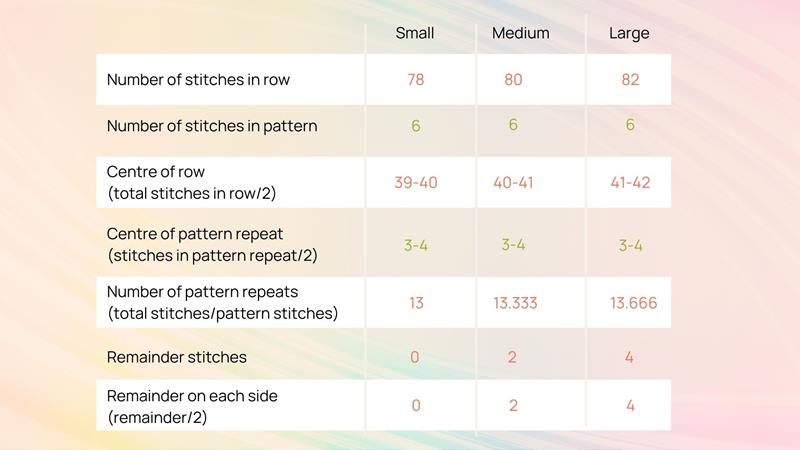 Small Medium Large
Number of stitches in row 78 80 82
Number of stitches in pattern 6 6 6
Centre of row
(total stitches in row/2) 39-40 40-41 41-42
Centre of pattern repeat
(stitches in pattern repeat/2) 3-4 3-4 3-4
Number of pattern repeats
(total stitches/pattern stitches) 13 13.333 13.666
Remainder stitches 0 2 4
Remainder on each side
(remainder/2) 0 2 4